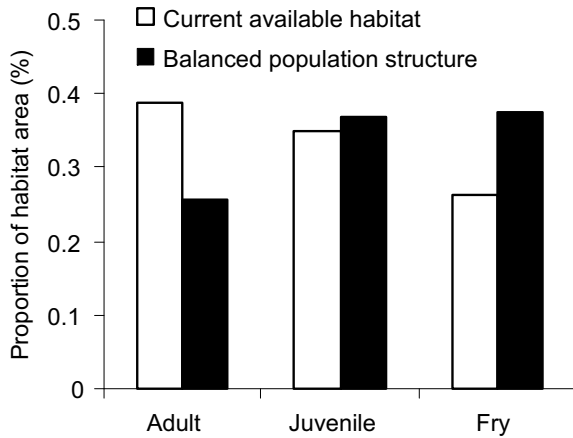 Current available habitat
Balanced population structure
Proportion of habitat area (%)
0.5
0.4
0.3
0.2
0.1
0
Adult
Juvenile
Fry